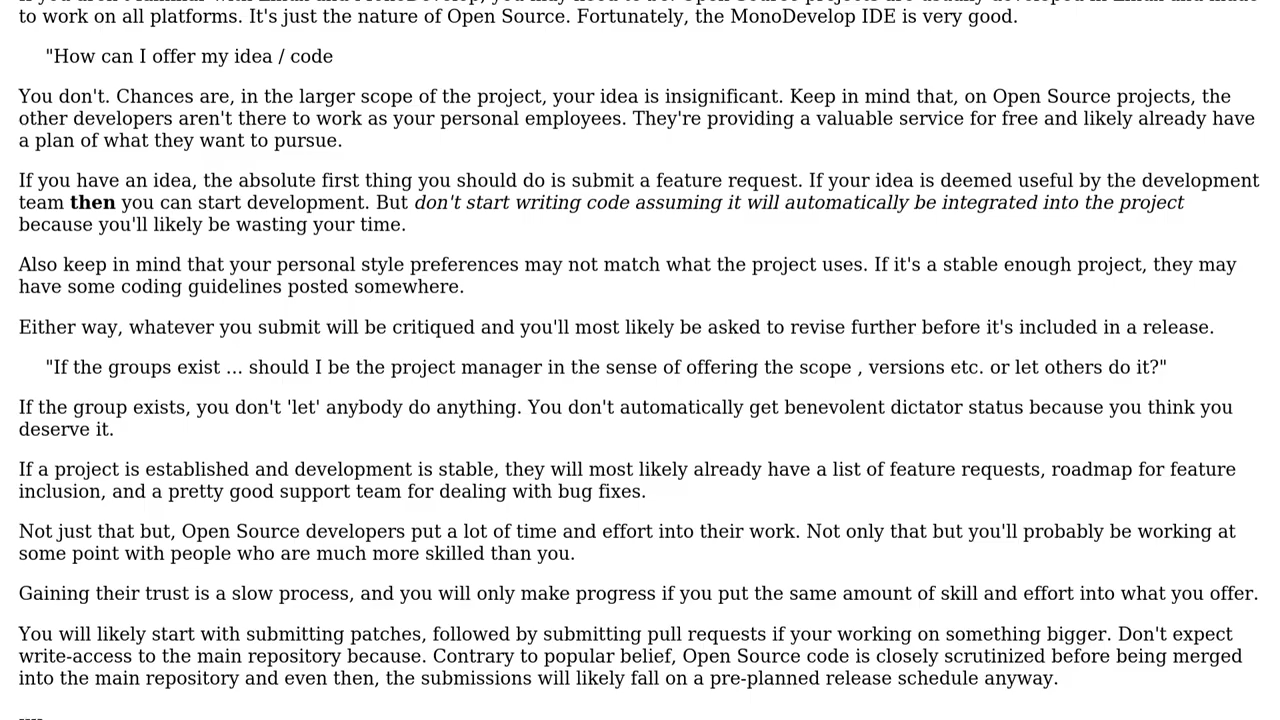 to work on all platforms. It's just the nature of Open Source. Fortunately, the MonoDevelop IDE is very good.
"How can I offer my idea / code
You don't. Chances are, in the larger scope of the project, your idea is insignificant. Keep in mind that, on Open Source projects, the
other developers aren't there to work as your personal employees. They're providing a valuable service for free and likely already have
a plan of what they want to pursue.
If you have an idea, the absolute first thing you should do is submit a feature request. If your idea is deemed useful by the development
team then you can start development. But don't start writing code assuming it will automatically be integrated into the project
because you'll likely be wasting your time.
Also keep in mind that your personal style preferences may not match what the project uses. If it's a stable enough project, they may
have some coding guidelines posted somewhere.
Either way, whatever you submit will be critiqued and you'll most likely be asked to revise further before it's included in a release.
"If the groups exist ... should I be the project manager in the sense of offering the scope , versions etc. or let others do it?"
If the group exists, you don't 'let' anybody do anything. You don't automatically get benevolent dictator status because you think you
deserve it.
If a project is established and development is stable, they will most likely already have a list of feature requests, roadmap for feature
inclusion, and a pretty good support team for dealing with bug fixes.
Not just that but, Open Source developers put a lot of time and effort into their work. Not only that but you'll probably be working at
some point with people who are much more skilled than you.
Gaining their trust is a slow process, and you will only make progress if you put the same amount of skill and effort into what you offer.
You will likely start with submitting patches, followed by submitting pull requests if your working on something bigger. Don't expect
write-access to the main repository because. Contrary to popular belief, Open Source code is closely scrutinized before being merged
into the main repository and even then, the submissions will likely fall on a pre-planned release schedule anyway.
----